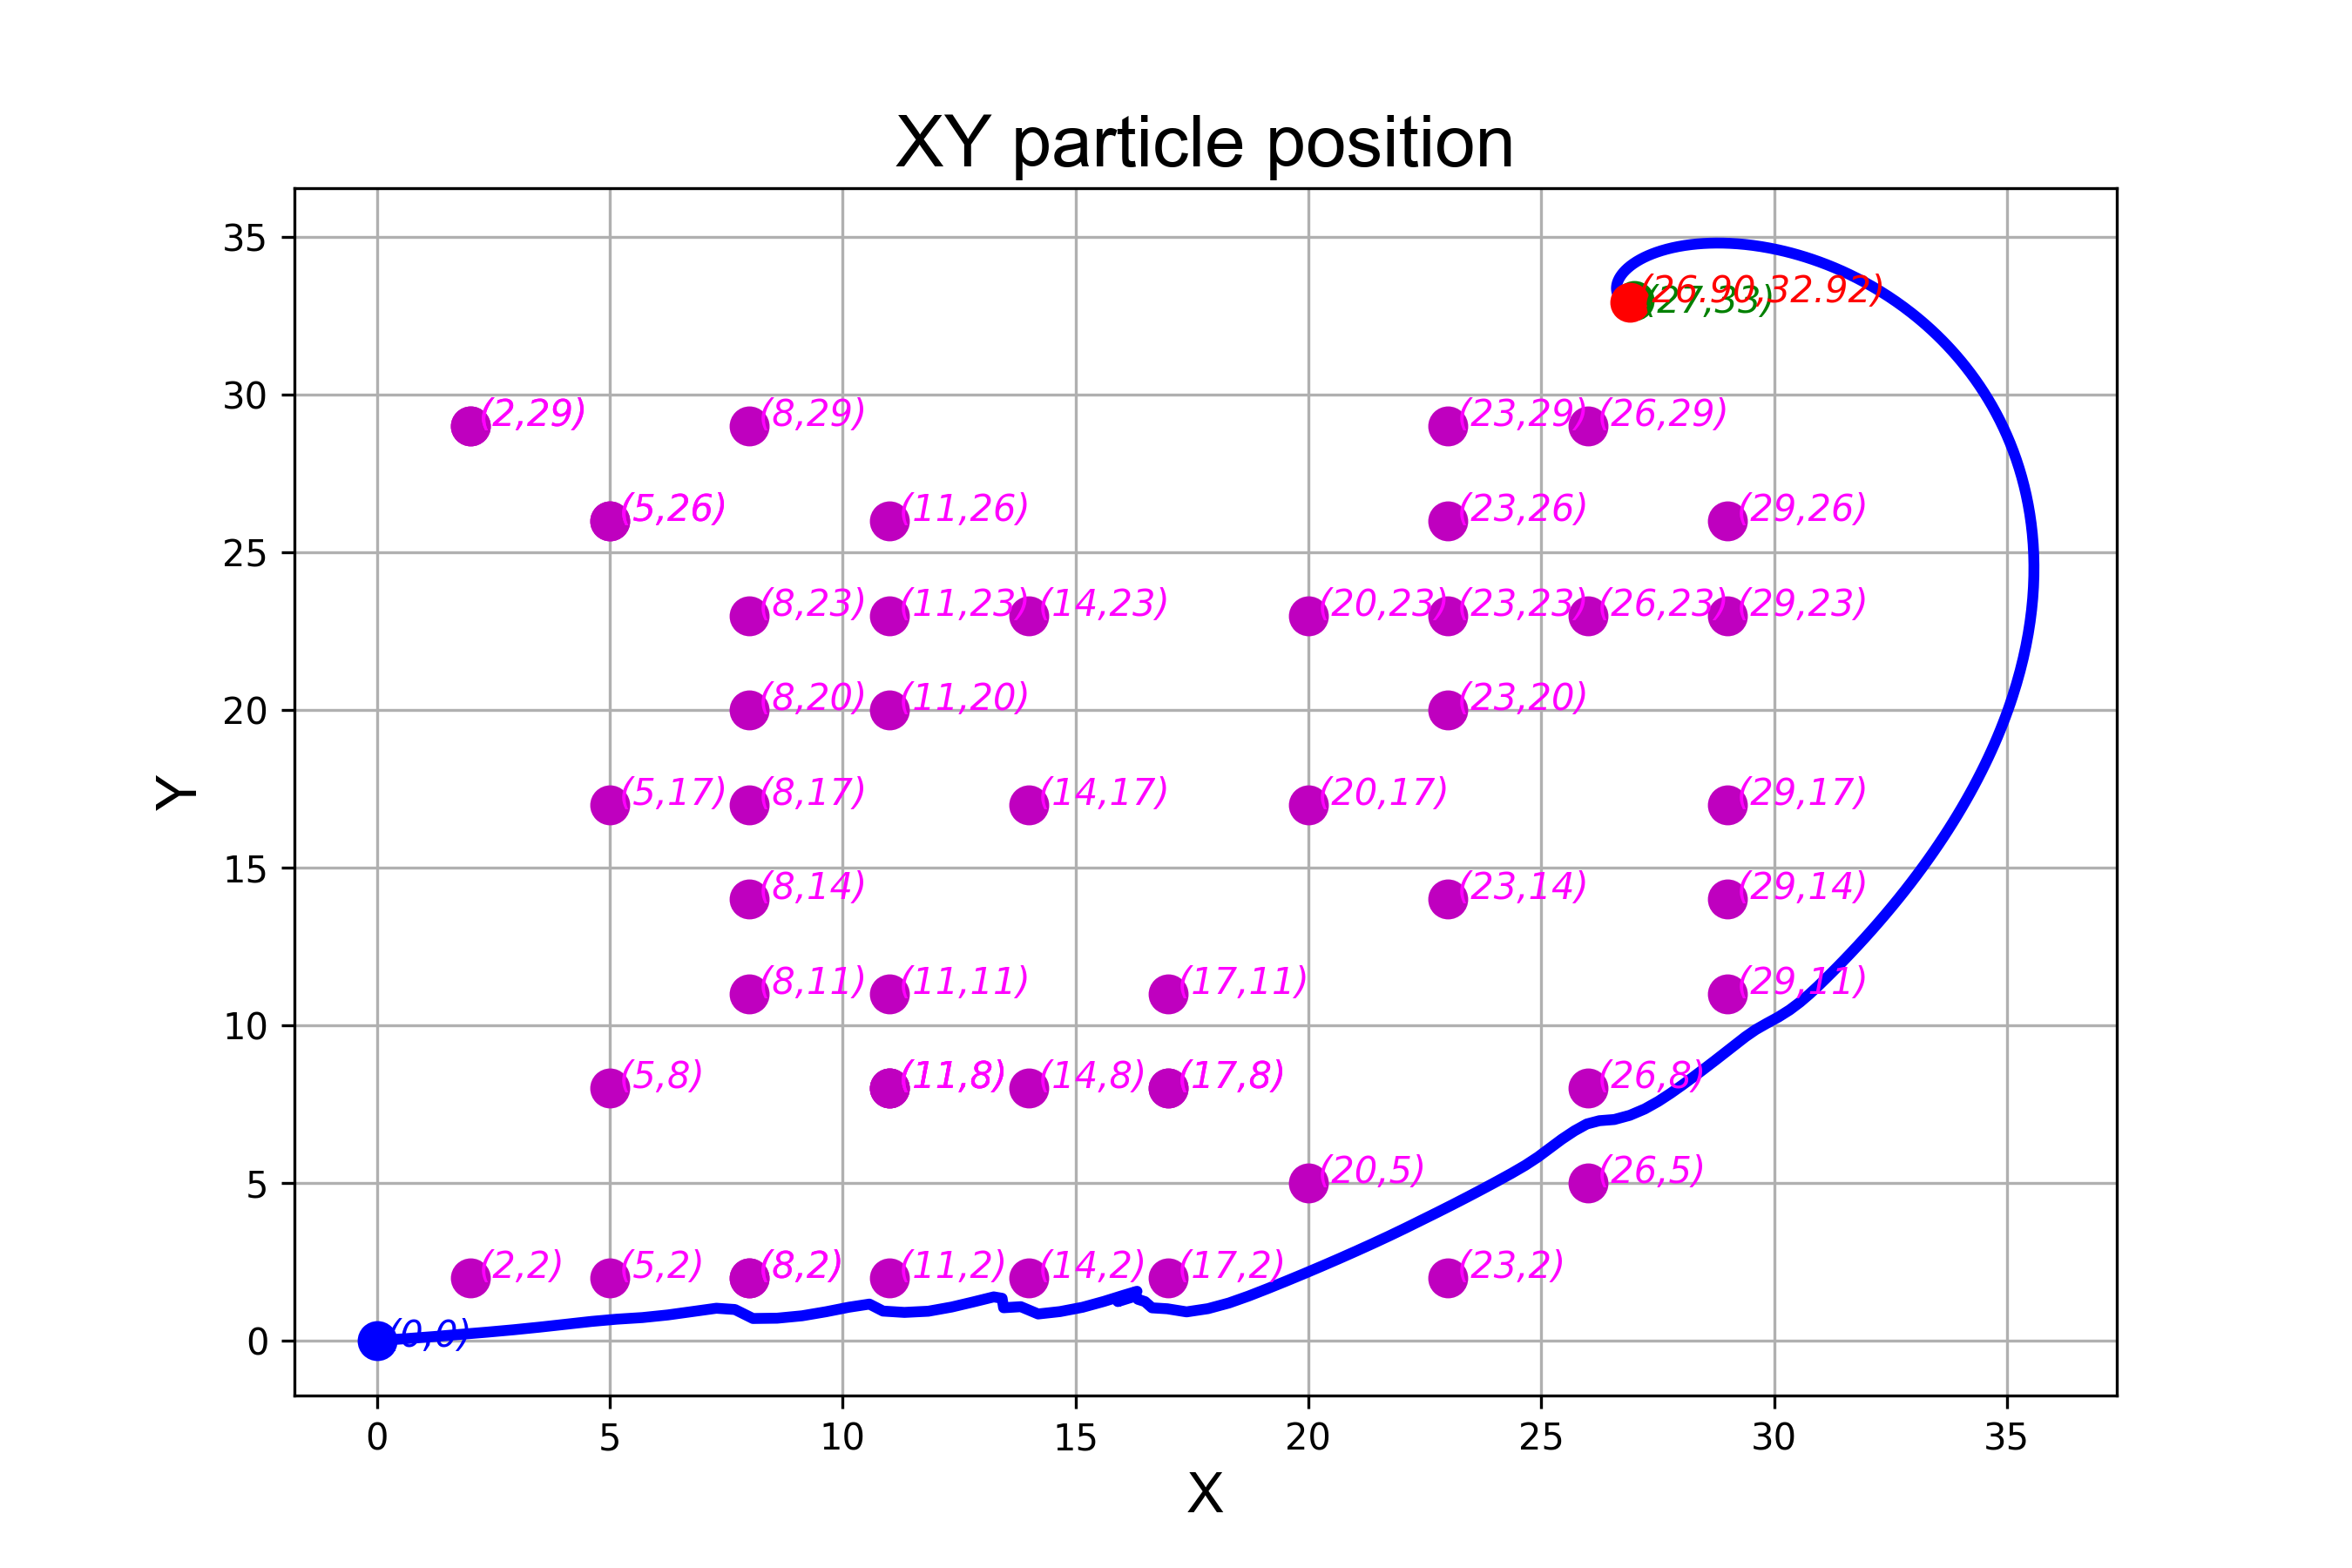 XY particle position
35
(26.90,32.92)
(27,33)
30
(2,29) (8,29) (23,29) (26,29)
(5,26) (11,26) (23,26) (29,26)
25
(8,23) (11,23) (14,23) (20,23) (23,23) (26,23) (29,23)
20
(8,20) (11,20) (23,20)
(5,17) (8,17) (14,17) (20,17) (29,17)
Y
15
(8,14) (23,14) (29,14)
(8,11) (11,11) (17,11) (29,11)
10
(5,8) (11,8) (14,8) (17,8) (26,8)
5
(20,5) (26,5)
(2,2) (5,2) (8,2) (11,2) (14,2) (17,2) (23,2)
0
(0,0)
0 5 10 15 20 25 30 35
X